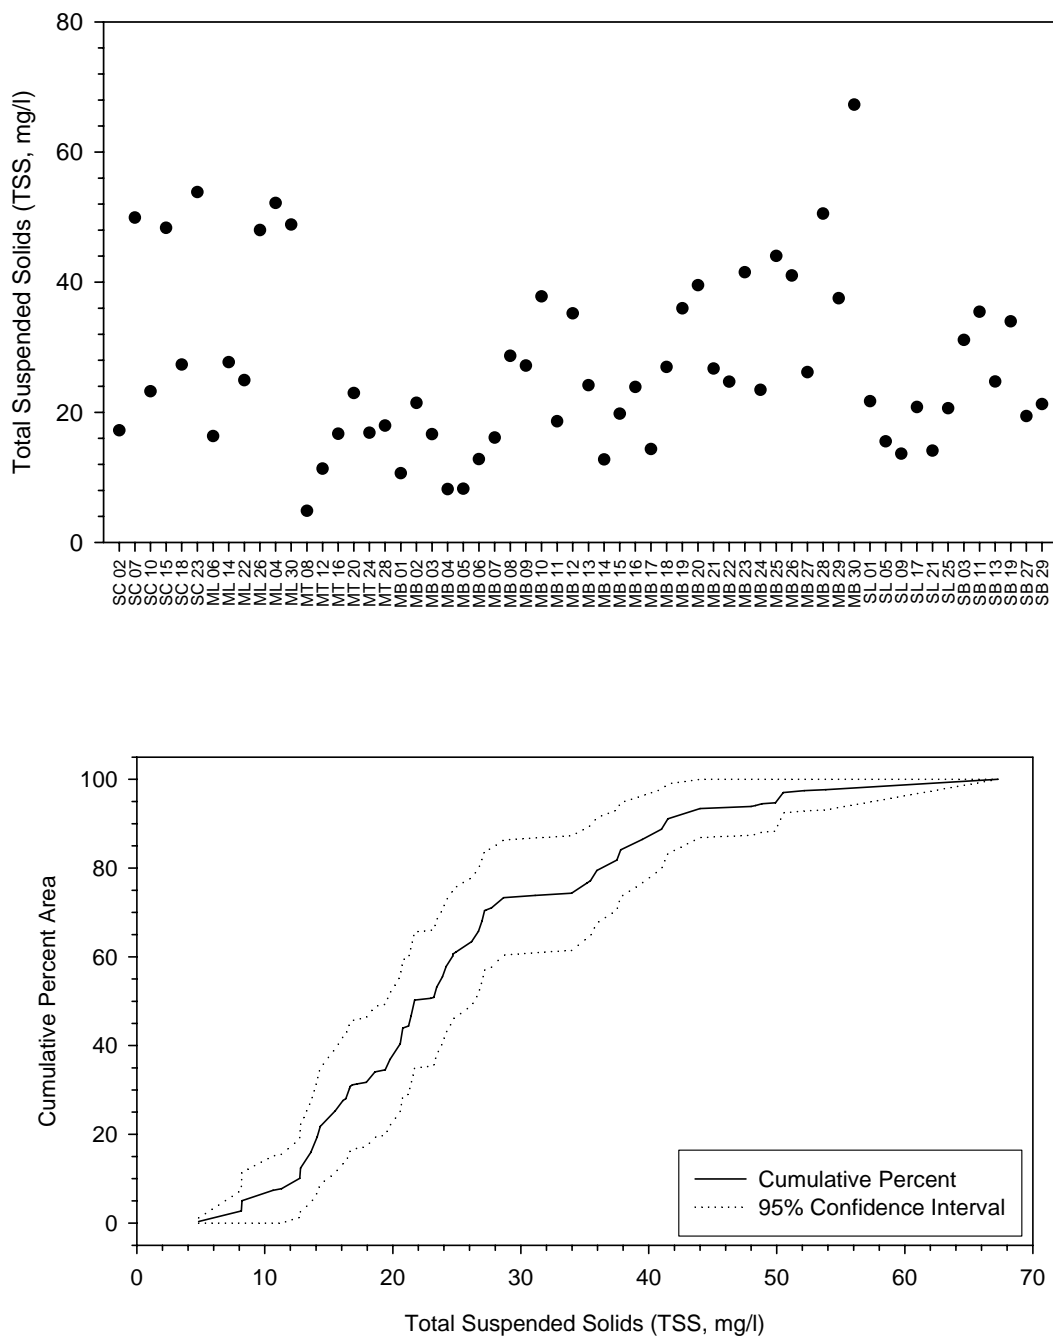 Total Suspended Solids (TSS, mg/l)
80
60
40
20
0
SC 02
SC 07
SC 10
SC 15
SC 18
SC 23
ML 06
ML 14
ML 22
ML 26
ML 04
ML 30
MT 08
MT 12
MT 16
MT 20
MT 24
MT 28
MB 01
MB 02
MB 03
MB 04
MB 05
MB 06
MB 07
MB 08
MB 09
MB 10
MB 11
MB 12
MB 13
MB 14
MB 15
MB 16
MB 17
MB 18
MB 19
MB 20
MB 21
MB 22
MB 23
MB 24
MB 25
MB 26
MB 27
MB 28
MB 29
MB 30
SL 01
SL 05
SL 09
SL 17
SL 21
SL 25
SB 03
SB 11
SB 13
SB 19
SB 27
SB 29
Cumulative Percent Area
100
80
60
40
20
0
Cumulative Percent
95% Confidence Interval
0 10 20 30 40 50 60 70
Total Suspended Solids (TSS, mg/l)